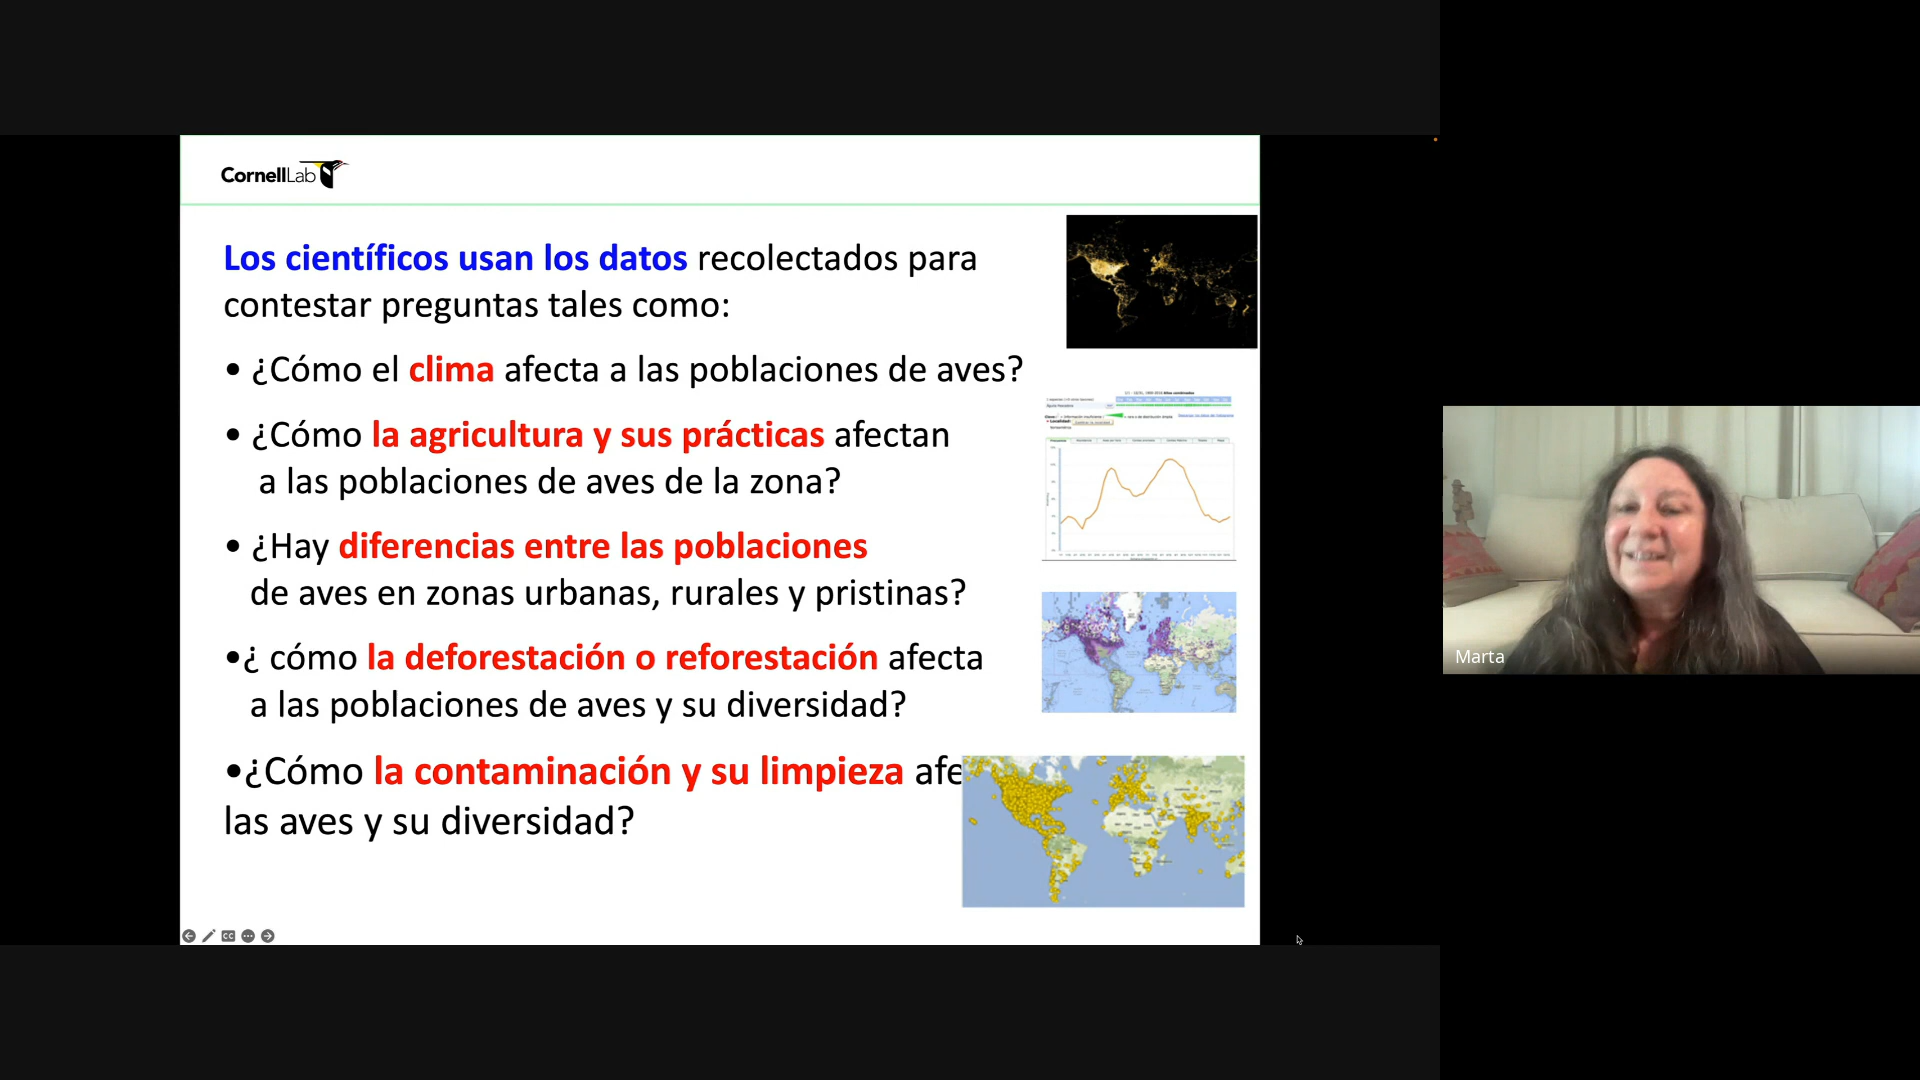 CornellLab
Los científicos usan los datos recolectados para
contestar preguntas tales como:
• ¿Cómo el clima afecta a las poblaciones de aves?
• ¿Cómo la agricultura y sus prácticas afectan
a las poblaciones de aves de la zona?
• ¿Hay diferencias entre las poblaciones
de aves en zonas urbanas, rurales y pristinas?
•¿ cómo la deforestación o reforestación afecta
a las poblaciones de aves y su diversidad?
•¿Cómo la contaminación y su limpieza afe
las aves y su diversidad?
CC
Marta